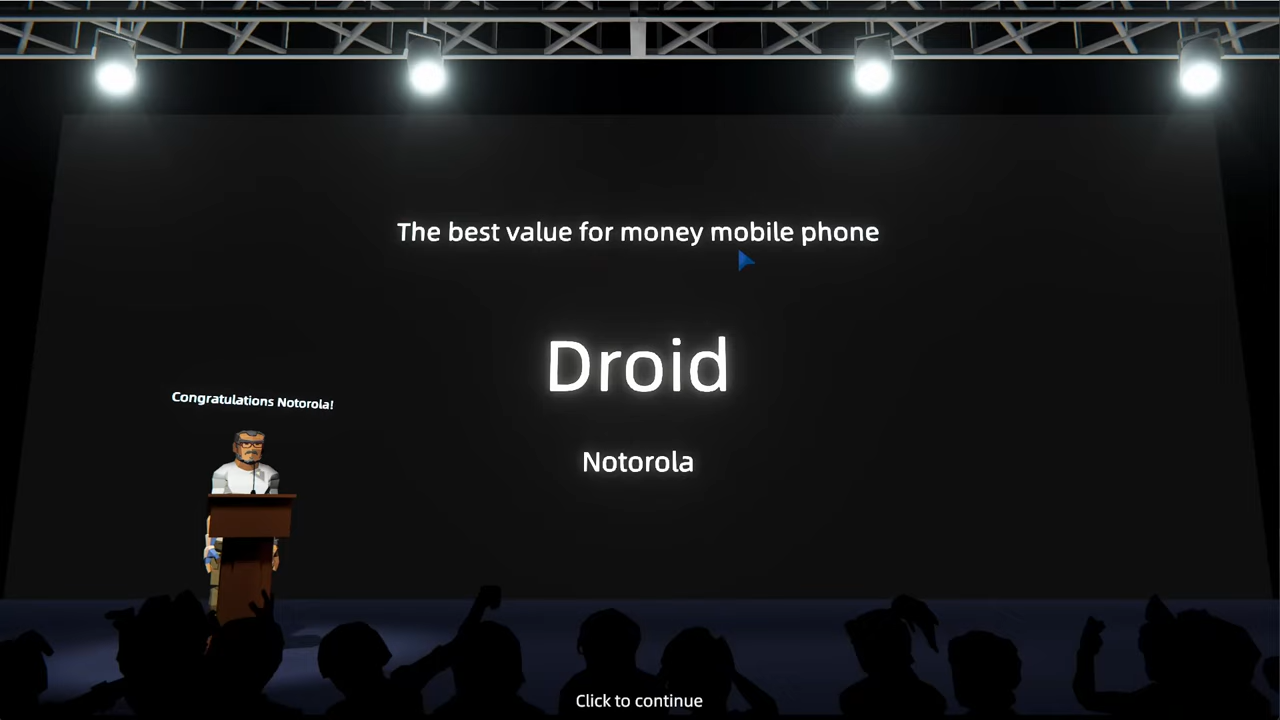 The best value for money mobile phone
Droid
Congratulations Notorola!
Notorola
Click to continue